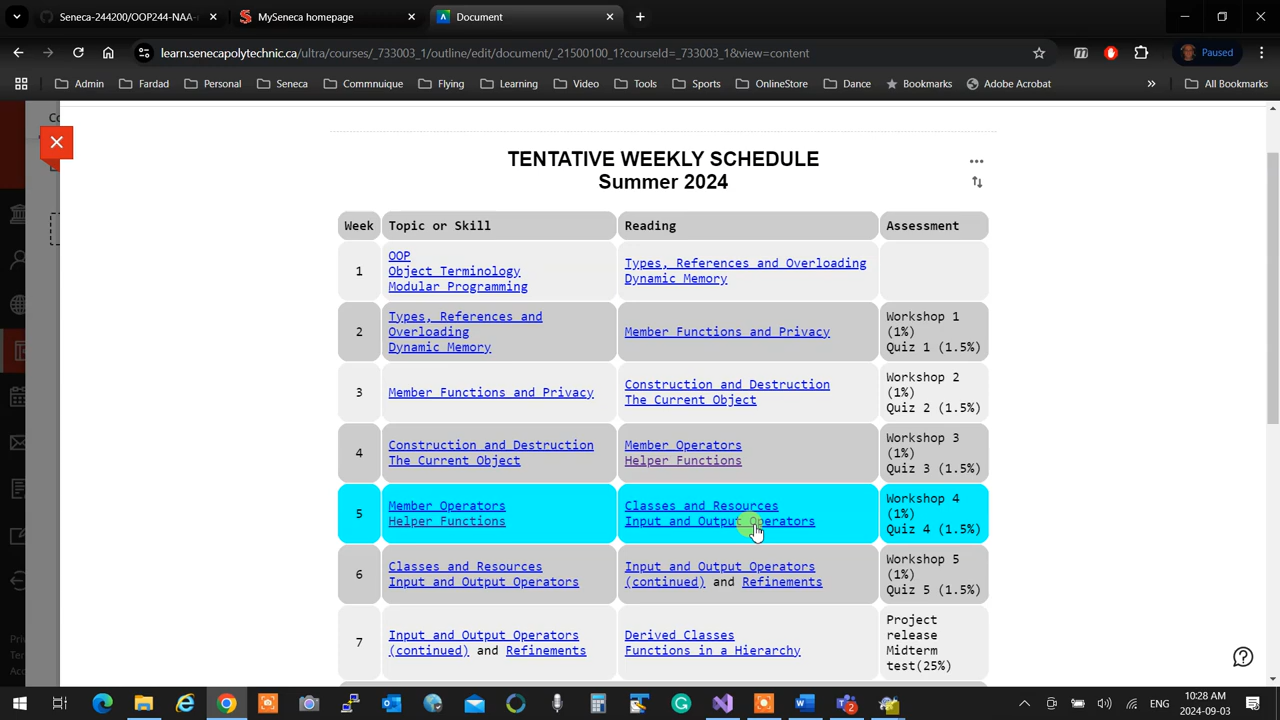 Seneca-244200/OOP244-NAA-
MySeneca homepage
Document
learn.senecapolytechnic.ca/ultra/courses/_733003_1/outline/edit/document/_21500100_1?courseId=_733003_1&view=content
Paused
Admin
Fardad
Personal
Seneca
Communique
Flying
Learning
Video
Tools
OnlineStore
Dance
Messages
Adobe Acrobat
All Bookmarks
TENTATIVE WEEKLY SCHEDULE
Summer 2024
Week Topic or Skill Reading Assessment
1
OOP
Object Terminology
Modular Programming
Types, References and Overloading
Dynamic Memory
2
Types, References and
Overloading
Dynamic Memory
Member Functions and Privacy
Workshop 1
(1%)
Quiz 1 (1.5%)
3
Member Functions and Privacy
Construction and Destruction
The Current Object
Workshop 2
(1%)
Quiz 2 (1.5%)
4
Construction and Destruction
The Current Object
Member Operators
Helper Functions
Workshop 3
(1%)
Quiz 3 (1.5%)
5
Member Operators
Helper Functions
Classes and Resources
Input and Output Operators
Workshop 4
(1%)
Quiz 4 (1.5%)
6
Classes and Resources
Input and Output Operators
Input and Output Operators
(continued) and Refinements
Workshop 5
(1%)
Quiz 5 (1.5%)
7
Input and Output Operators
(continued) and Refinements
Derived Classes
Functions in a Hierarchy
Project
release
Midterm
test(25%)
ENG
10:28 AM
2024-09-03